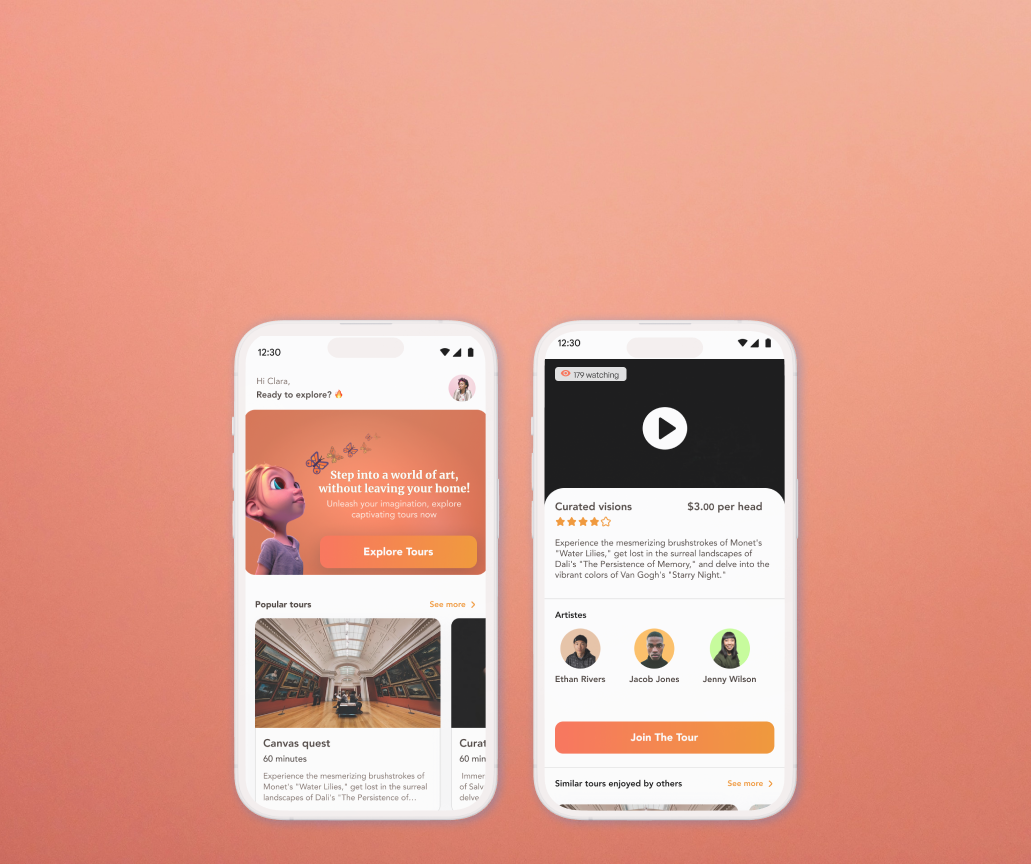 12:30
Hi Clara,
Ready to explore?
Step into a world of art,
without leaving your home!
Unleash your imagination, explore
captivating tours now
Explore Tours
Popular tours
See more
Canvas quest
60 minutes
Experience the mesmerizing brushstrokes of
Monet's "Water Lilies," get lost in the surreal
landscapes of Dali's "The Persistence of...
Curat
60 min
Immer
of Salv
delve
12:30
179 watching
Curated visions
$3.00 per head
Experience the mesmerizing brushstrokes of Monet's
"Water Lilies," get lost in the surreal landscapes of
Dali's "The Persistence of Memory," and delve into the
vibrant colors of Van Gogh's "Starry Night."
Artistes
Ethan Rivers
Jacob Jones
Jenny Wilson
Join The Tour
Similar tours enjoyed by others
See more